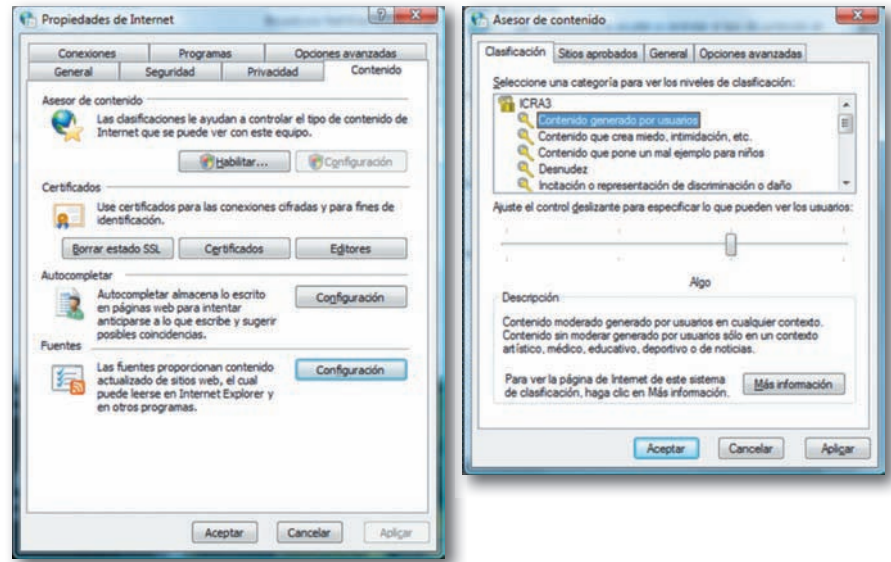 Propiedades de Internet
Conexiones Programas Opciones avanzadas
General Seguridad Privacidad Contenido
Asesor de contenido
Las clasificaciones le ayudan a controlar el tipo de contenido de
Internet que se puede ver con este equipo.
Habilitar... Configuración
Certificados
Use certificados para las conexiones cifradas y para fines de
identificación.
Borrar estado SSL Certificados Editores
Autocompletar
Autocompletar almacena lo escrito
en páginas web para intentar
anticiparse a lo que escribe y sugerir
posibles coincidencias.
Configuración
Fuentes
Las fuentes proporcionan contenido
actualizado de sitios web, el cual
puede leerse en Internet Explorer y
en otros programas.
Configuración
Aceptar Cancelar Aplicar
Asesor de contenido
Clasificación Sitios aprobados General Opciones avanzadas
Seleccione una categoría para ver los niveles de clasificación:
ICRA3
Contenido generado por usuarios
Contenido que crea miedo, intimidación, etc.
Contenido que pone un mal ejemplo para niños
Desnudez
Incitación o representación de discriminación o daño
Ajuste el control deslizante para especificar lo que pueden ver los usuarios:
Algo
Descripción
Contenido moderado generado por usuarios en cualquier contexto.
Contenido sin moderar generado por usuarios sólo en un contexto
artístico, médico, educativo, deportivo o de noticias.
Para ver la página de Internet de este sistema
de clasificación, haga clic en Más información.
Más información
Aceptar Cancelar Aplicar